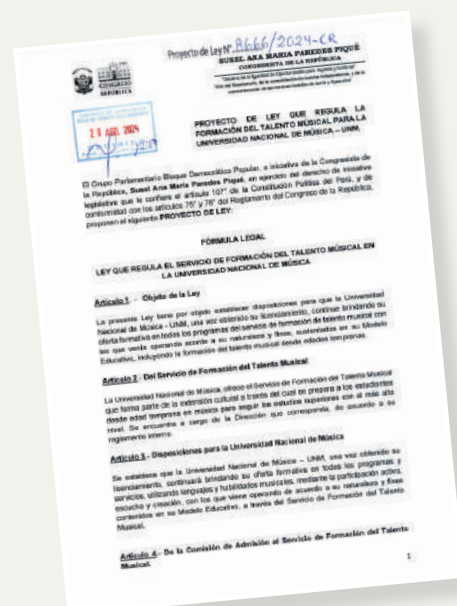 Proyecto de Ley N° 8666/2024-CR
CONGRESO
REPÚBLICA
SUSEL ANA MARIA PAREDES PIQUÉ
CONGRESISTA DE LA REPÚBLICA
28 AGO. 2024
PROYECTO DE LEY QUE REGULA LA
FORMACIÓN DEL TALENTO MÚSICAL PARA LA
UNIVERSIDAD NACIONAL DE MÚSICA – UNM.
El Grupo Parlamentario Bloque Democrático Popular, a iniciativa de la Congresista de
la República, Susel Ana María Paredes Piqué, en ejercicio del derecho de iniciativa
legislativa que le confiere el artículo 107° de la Constitución Política del Perú, y de
conformidad con los artículos 75° y 76° del Reglamento del Congreso de la República,
proponen el siguiente PROYECTO DE LEY:
FÓRMULA LEGAL
LEY QUE REGULA EL SERVICIO DE FORMACIÓN DEL TALENTO MÚSICAL EN
LA UNIVERSIDAD NACIONAL DE MÚSICA
Artículo 1. - Objeto de la Ley
La presente Ley tiene por objeto establecer disposiciones para que la Universidad
Nacional de Música - UNM, una vez obtenido su licenciamiento, continue brindando su
oferta formativa en todos los programas del servicio de formación de talento musical con
los que venía operando acorde a su naturaleza y fines, sustentados en su Modelo
Educativo, incluyendo la formación del talento musical desde edades tempranas.
Artículo 2.- Del Servicio de Formación del Talento Musical
La Universidad Nacional de Música, ofrece el Servicio de Formación del Talento Musical
que forma parte de la extensión cultural a través del cual se prepara a los estudiantes
desde edad temprana en música para seguir los estudios superiores con el más alto
nivel. Se encuentra a cargo de la Dirección que corresponda, de acuerdo a su
reglamento interno.
Artículo 3.- Disposiciones para la Universidad Nacional de Música
Se establece que la Universidad Nacional de Música – UNM, una vez obtenido su
licenciamiento, continuará brindando su oferta formativa en todos los programas y
servicios, utilizando lenguajes y habilidades musicales, mediante la participación activa,
escucha y creación, con los que viene operando de acuerdo a su naturaleza y fines
contenidos en su Modelo Educativo, a través del Servicio de Formación del Talento
Musical.
Artículo 4.- De la Comisión de Admisión al Servicio de Formación del Talento
Musical.
1